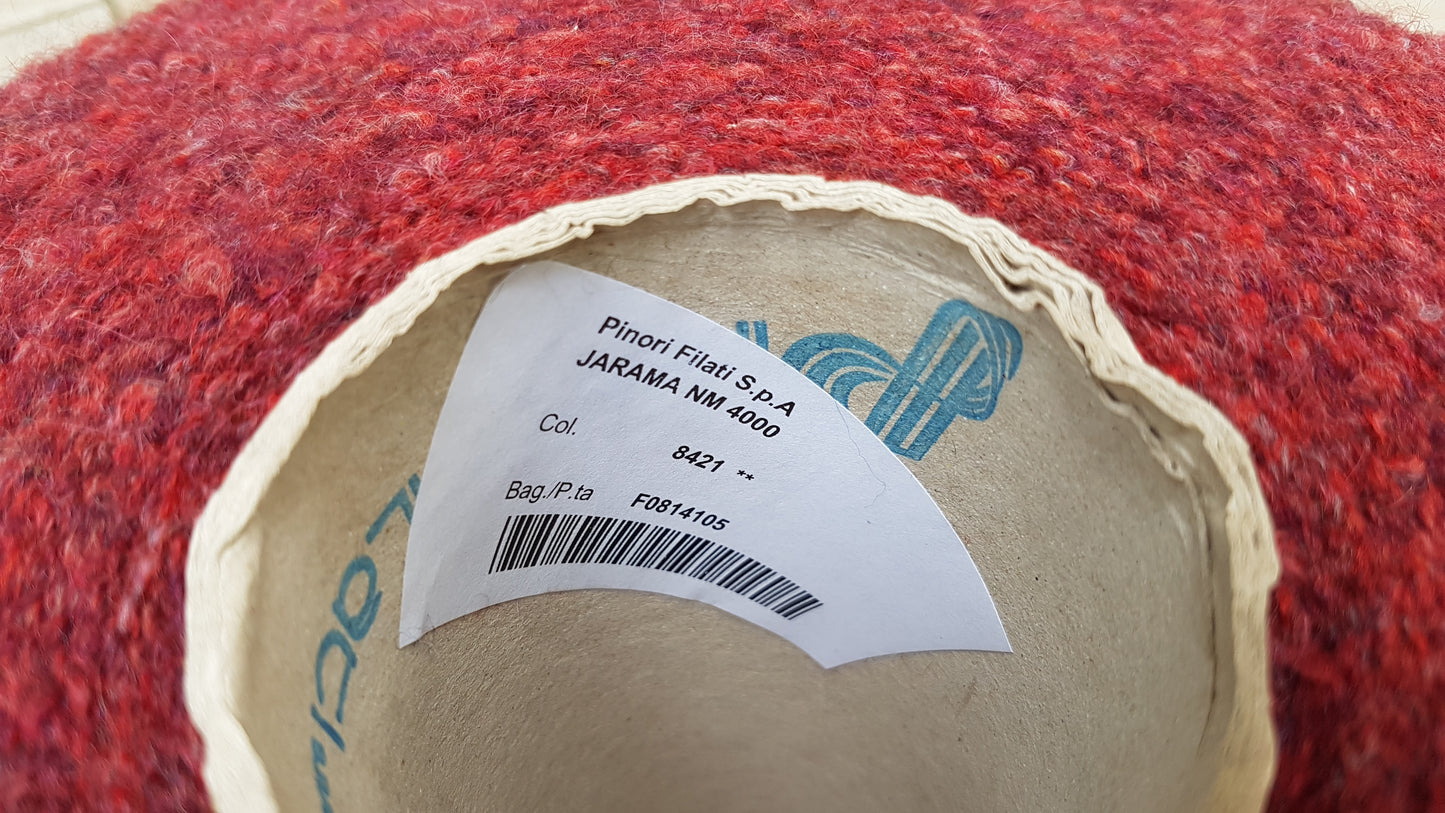 Pinori Filati S.p.A
JARAMA NM 4000
Col. 8421 **
Bag./P.ta F0814105